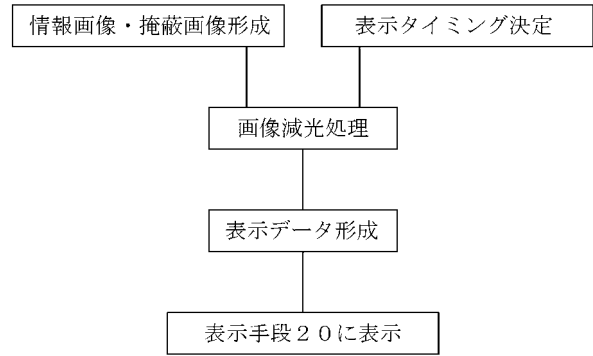 情報画像・掩蔽画像形成
表示タイミング決定
画像減光処理
表示データ形成
表示手段２０に表示